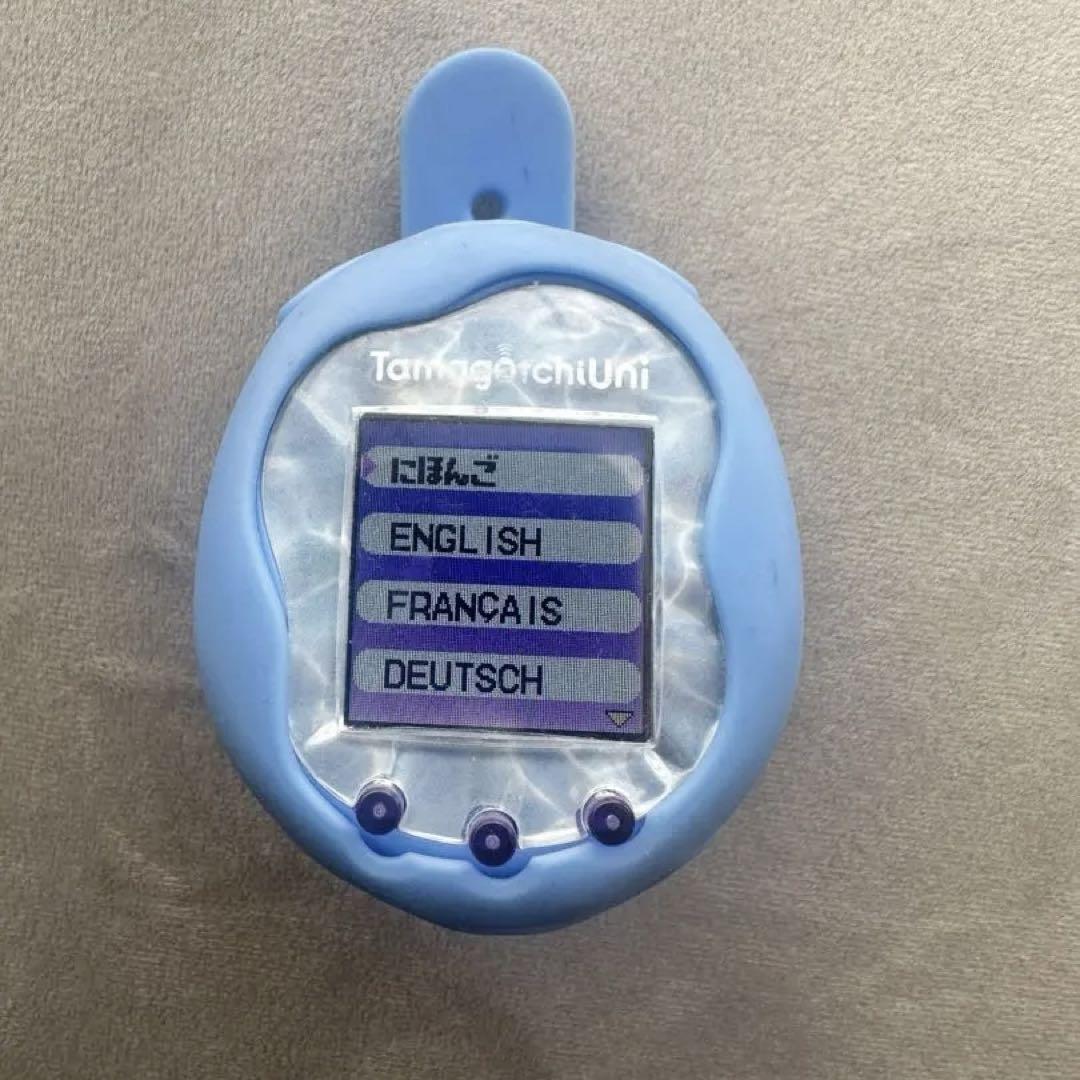 TamagotchiUni
にほんご
ENGLISH
FRANÇAIS
DEUTSCH